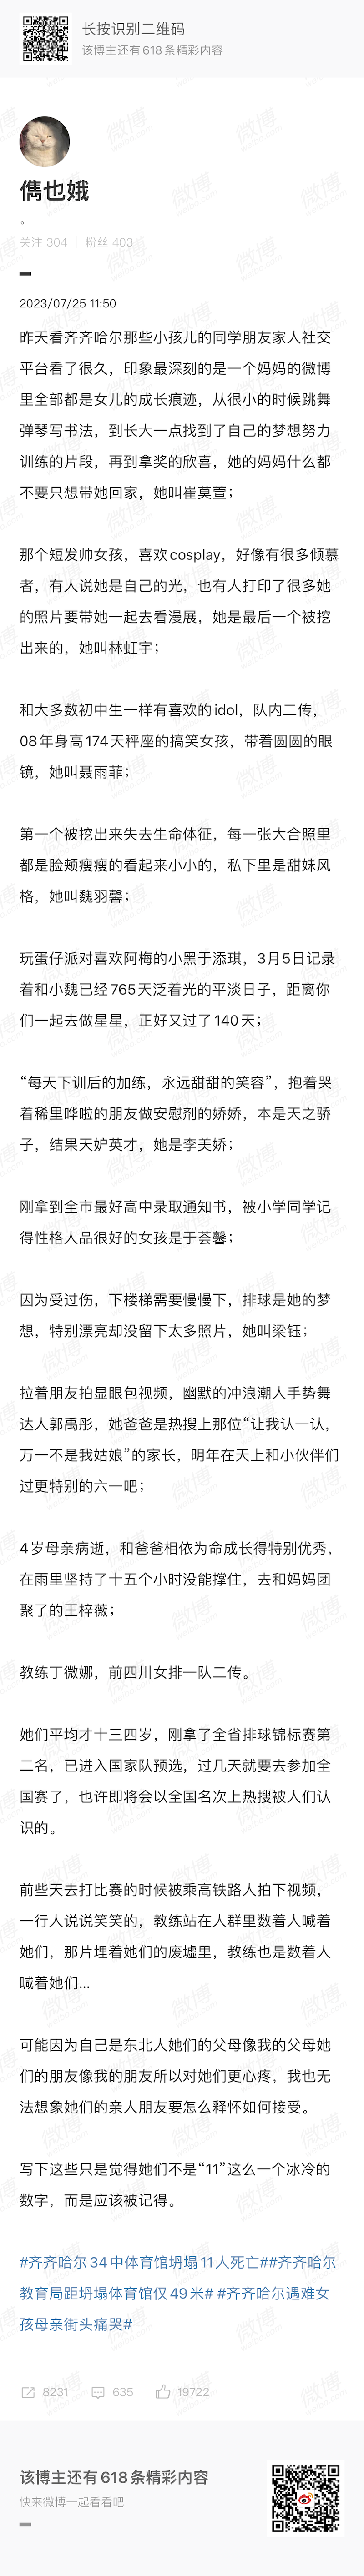 长按识别二维码
该博主还有618条精彩内容
儁也娥
。
关注 304 | 粉丝 403
2023/07/25 11:50
昨天看齐齐哈尔那些小孩儿的同学朋友家人社交
平台看了很久，印象最深刻的是一个妈妈的微博
里全部都是女儿的成长痕迹，从很小的时候跳舞
弹琴写书法，到长大一点找到了自己的梦想努力
训练的片段，再到拿奖的欣喜，她的妈妈什么都
不要只想带她回家，她叫崔莫萱；
那个短发帅女孩，喜欢cosplay，好像有很多倾慕
者，有人说她是自己的光，也有人打印了很多她
的照片要带她一起去看漫展，她是最后一个被挖
出来的，她叫林虹宇；
和大多数初中生一样有喜欢的idol，队内二传，
08年身高174天秤座的搞笑女孩，带着圆圆的眼
镜，她叫聂雨菲；
第一个被挖出来失去生命体征，每一张大合照里
都是脸颊瘦瘦的看起来小小的，私下里是甜妹风
格，她叫魏羽馨；
玩蛋仔派对喜欢阿梅的小黑于添琪，3月5日记录
着和小魏已经765天泛着光的平淡日子，距离你
们一起去做星星，正好又过了140天；
“每天下训后的加练，永远甜甜的笑容”，抱着哭
着稀里哗啦的朋友做安慰剂的娇娇，本是天之骄
子，结果天妒英才，她是李美娇；
刚拿到全市最好高中录取通知书，被小学同学记
得性格人品很好的女孩是于荟馨；
因为受过伤，下楼梯需要慢慢下，排球是她的梦
想，特别漂亮却没留下太多照片，她叫梁钰；
拉着朋友拍显眼包视频，幽默的冲浪潮人手势舞
达人郭禹彤，她爸爸是热搜上那位“让我认一认，
万一不是我姑娘”的家长，明年在天上和小伙伴们
过更特别的六一吧；
4岁母亲病逝，和爸爸相依为命成长得特别优秀，
在雨里坚持了十五个小时没能撑住，去和妈妈团
聚了的王梓薇；
教练丁微娜，前四川女排一队二传。
她们平均才十三四岁，刚拿了全省排球锦标赛第
二名，已进入国家队预选，过几天就要去参加全
国赛了，也许即将会以全国名次上热搜被人们认
识的。
前些天去打比赛的时候被乘高铁路人拍下视频，
一行人说说笑笑的，教练站在人群里数着人喊着
她们，那片埋着她们的废墟里，教练也是数着人
喊着她们...
可能因为自己是东北人她们的父母像我的父母她
们的朋友像我的朋友所以对她们更心疼，我也无
法想象她们的亲人朋友要怎么释怀如何接受。
写下这些只是觉得她们不是“11”这么一个冰冷的
数字，而是应该被记得。
#齐齐哈尔34中体育馆坍塌11人死亡##齐齐哈尔
教育局距坍塌体育馆仅49米# #齐齐哈尔遇难女
孩母亲街头痛哭#
8231 635 19722
该博主还有618条精彩内容
快来微博一起看看吧